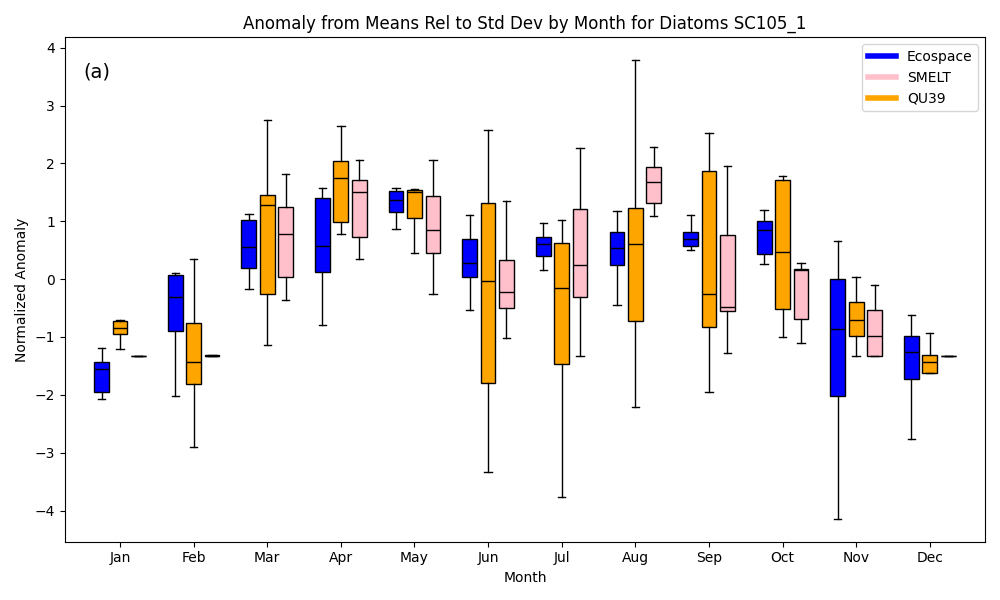 Anomaly from Means Rel to Std Dev by Month for Diatoms SC105_1
(a)
Ecospace
SMELT
QU39
Normalized Anomaly
4
3
2
1
0
−1
−2
−3
−4
Jan Feb Mar Apr May Jun Jul Aug Sep Oct Nov Dec
Month